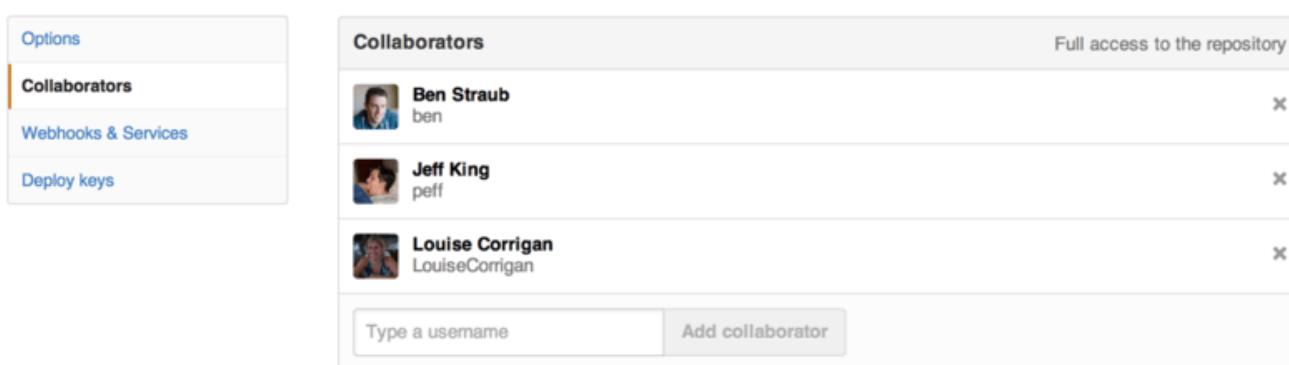 Options
Collaborators
Webhooks & Services
Deploy keys
Collaborators
Full access to the repository
Ben Straub
ben
Jeff King
peff
Louise Corrigan
LouiseCorrigan
Type a username
Add collaborator